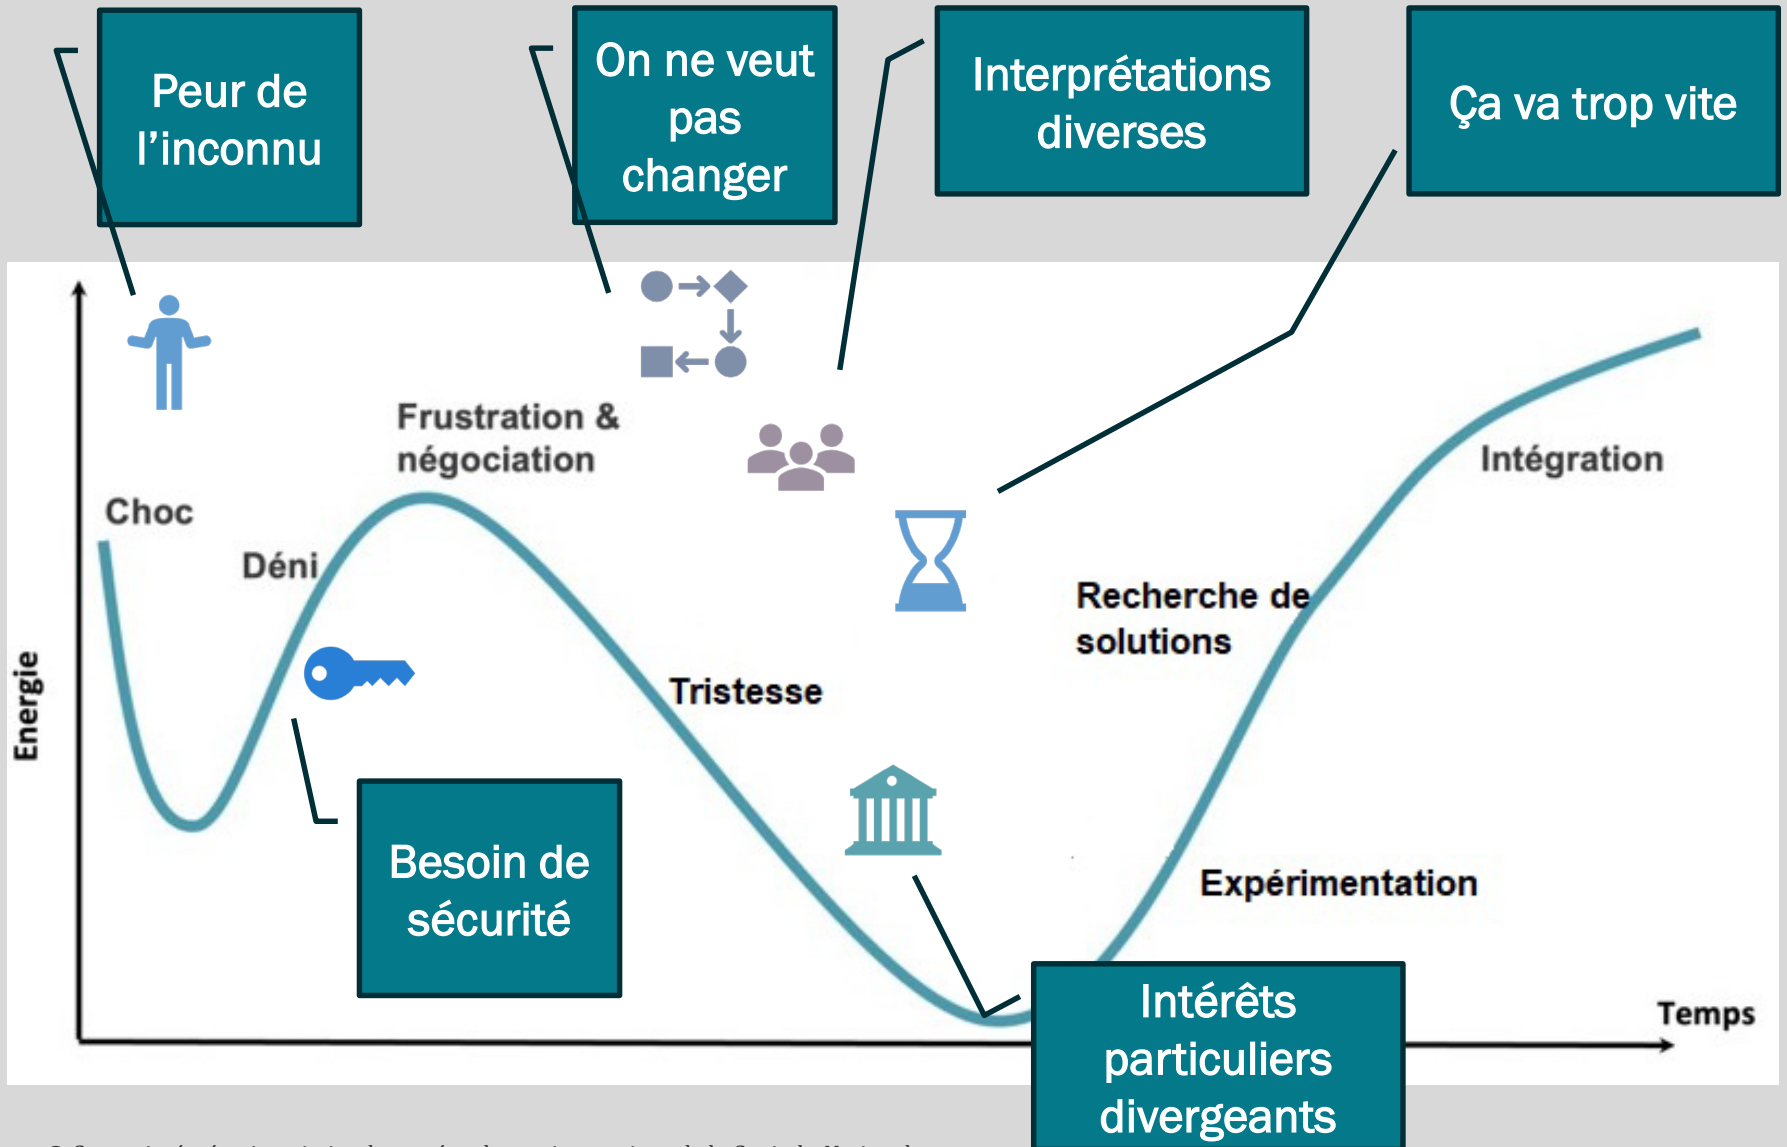 Peur de
l'inconnu
On ne veut
pas
changer
Interprétations
diverses
Ça va trop vite
Frustration &
négociation
Choc
Déni
Intégration
Recherche de
solutions
Tristesse
Energie
Besoin de
sécurité
Expérimentation
Intérêts
particuliers
divergeants
Temps